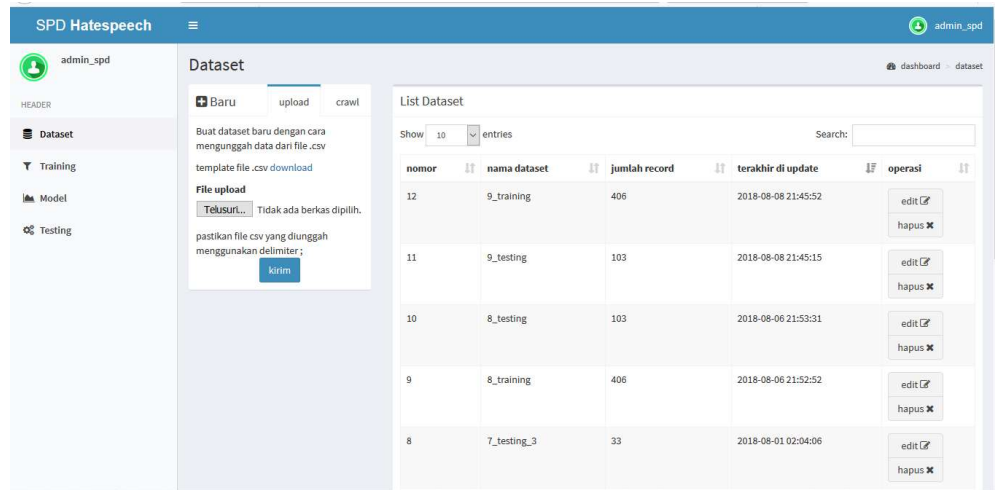 SPD Hatespeech
admin_spd
admin_spd
HEADER
Dataset
Training
Model
Testing
Dataset
dashboard > dataset
Baru
upload
crawl
Buat dataset baru dengan cara
mengunggah data dari file .csv
template file .csv download
File upload
Telusuri... Tidak ada berkas dipilih.
pastikan file csv yang diunggah
menggunakan delimiter ;
kirim
List Dataset
Show 10 entries
Search:
nomor nama dataset jumlah record terakhir di update operasi
12 9_training 406 2018-08-08 21:45:52 edit
hapus
11 9_testing 103 2018-08-08 21:45:15 edit
hapus
10 8_testing 103 2018-08-06 21:53:31 edit
hapus
9 8_training 406 2018-08-06 21:52:52 edit
hapus
8 7_testing_3 33 2018-08-01 02:04:06 edit
hapus